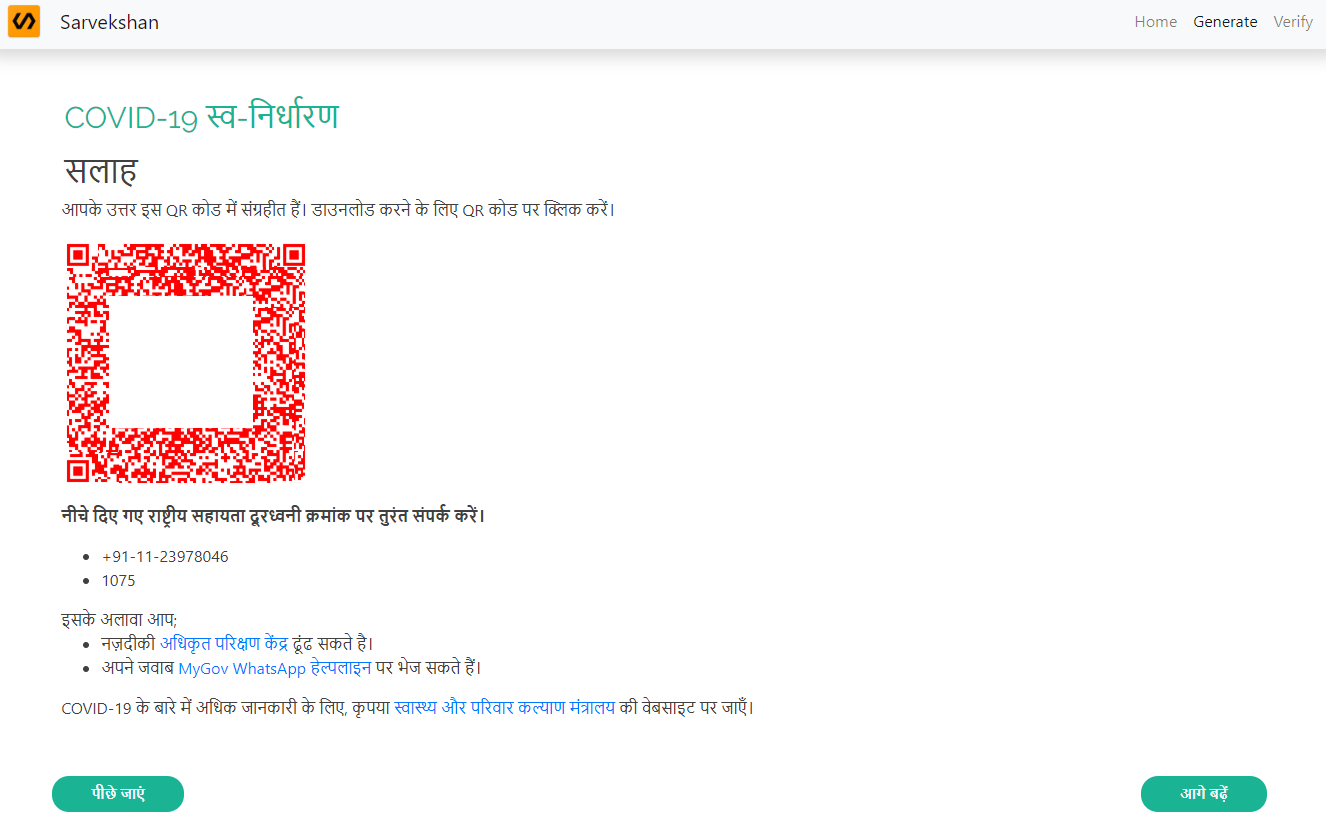 Sarvekshan
Home Generate Verify
COVID-19 स्व-निर्धारण
सलाह
आपके उत्तर इस QR कोड में संग्रहीत हैं। डाउनलोड करने के लिए QR कोड पर क्लिक करें।
नीचे दिए गए राष्ट्रीय सहायता दूरध्वनी क्रमांक पर तुरंत संपर्क करें।
+91-11-23978046
1075
इसके अलावा आप;
नज़दीकी अधिकृत परिक्षण केंद्र ढूंढ सकते है।
अपने जवाब MyGov WhatsApp हेल्पलाइन पर भेज सकते हैं।
COVID-19 के बारे में अधिक जानकारी के लिए, कृपया स्वास्थ्य और परिवार कल्याण मंत्रालय की वेबसाइट पर जाएँ।
पीछे जाएं
आगे बढ़ें